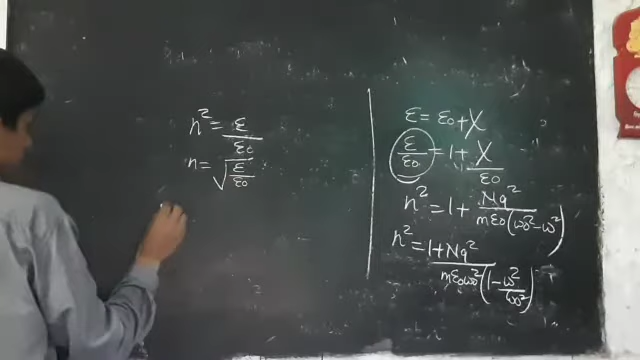 n² = ε/ε₀
n = √(ε/ε₀)
ε = ε₀ + χ
ε/ε₀ = 1 + χ/ε₀
n² = 1 + Nq²/mε₀(ω₀² - ω²)
n² = 1 + Nq²/mε₀ω₀²(1 - ω²/ω₀²)